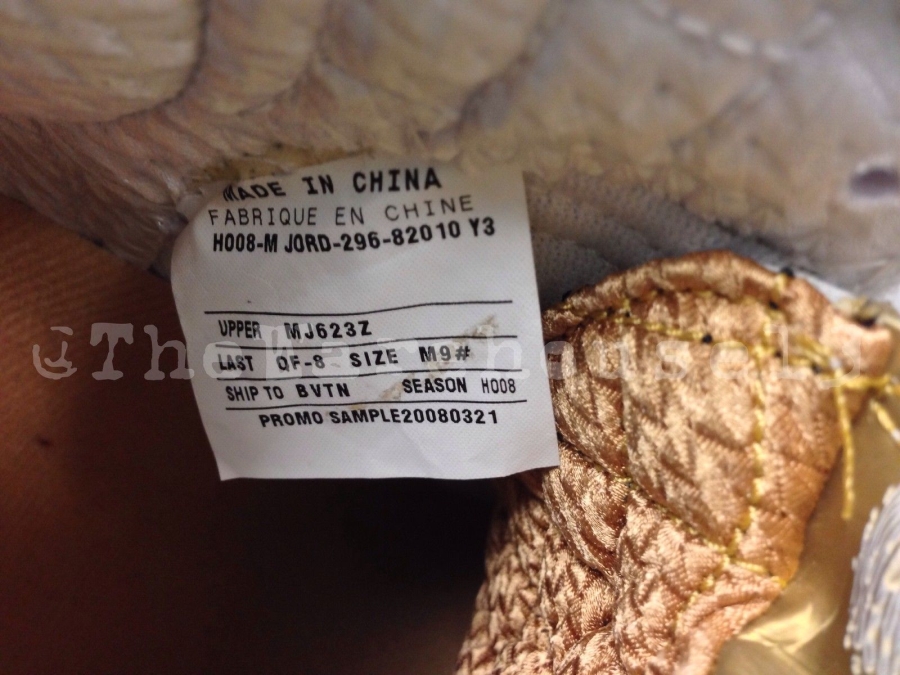 MADE IN CHINA
FABRIQUE EN CHINE
H008-M JORD-296-82010 Y3
UPPER MJ623Z
LAST QF-8 SIZE M9#
SHIP TO BVTN SEASON H008
PROMO SAMPLE20080321